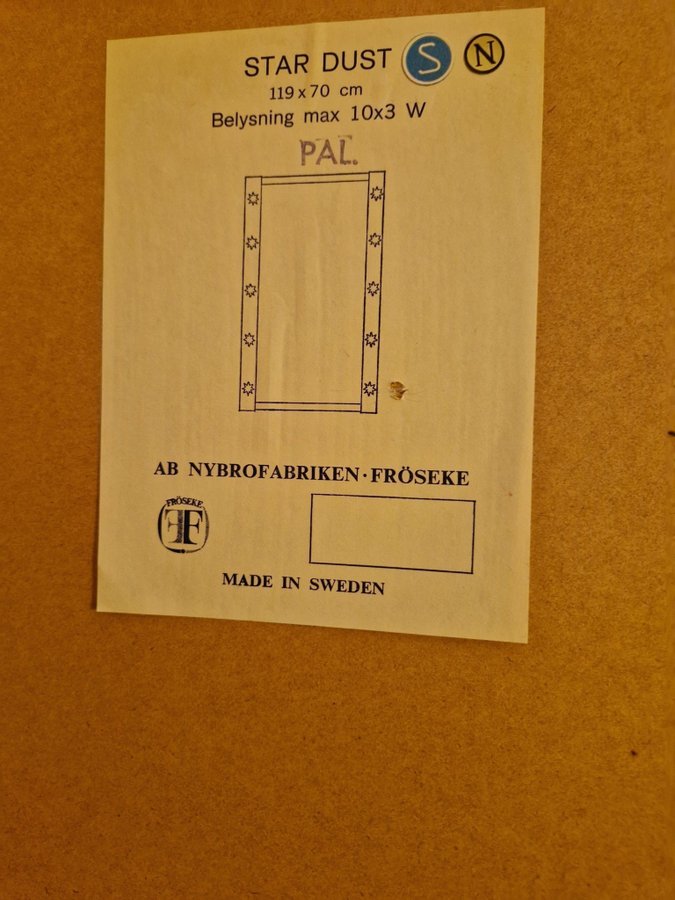 STAR DUST S N
119 x 70 cm
Belysning max 10x3 W
PAL.
AB NYBROFABRIKEN · FRÖSEKE
FRÖSEKE
FF
MADE IN SWEDEN